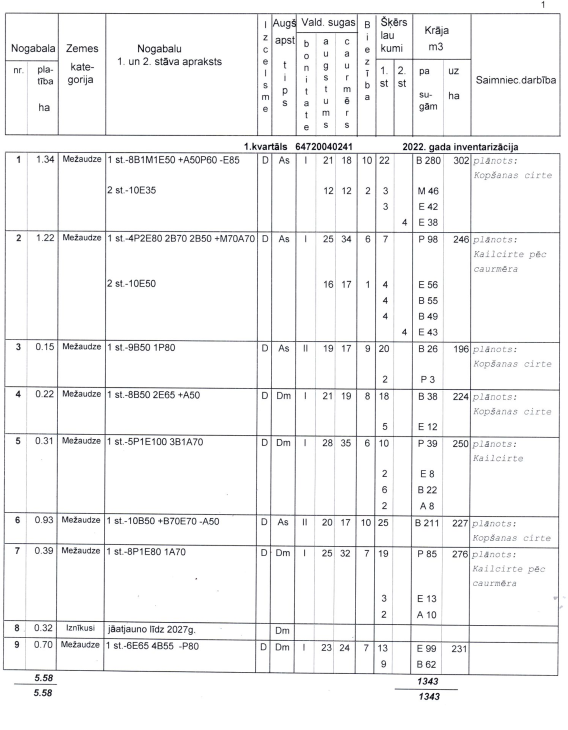 1
Nogabala Zemes kate-gorija Nogabalu 1. un 2. stāva apraksts Izcelsme Augš apst tips Vald. sugas Biezība Šķērs lau kumi Krāja m3 Saimniec.darbība
nr. pla-tība ha bonitate augstums caurmērs 1. st 2. st pa su-gām uz ha
1.kvartāls 64720040241 2022. gada inventarizācija
1 1.34 Mežaudze 1 st.-8B1M1E50 +A50P60 -E85 D As I 21 18 10 22 B 280 302 plānots:
Kopšanas cirte
2 st.-10E35 12 12 2 3 M 46
3 E 42
4 E 38
2 1.22 Mežaudze 1 st.-4P2E80 2B70 2B50 +M70A70 D As I 25 34 6 7 P 98 246 plānots:
Kailcirte pēc
caurmēra
2 st.-10E50 16 17 1 4 E 56
4 B 55
4 B 49
4 E 43
3 0.15 Mežaudze 1 st.-9B50 1P80 D As II 19 17 9 20 B 26 196 plānots:
Kopšanas cirte
2 P 3
4 0.22 Mežaudze 1 st.-8B50 2E65 +A50 D Dm I 21 19 8 18 B 38 224 plānots:
Kopšanas cirte
5 E 12
5 0.31 Mežaudze 1 st.-5P1E100 3B1A70 D Dm I 28 35 6 10 P 39 250 plānots:
Kailcirte
2 E 8
6 B 22
2 A 8
6 0.93 Mežaudze 1 st.-10B50 +B70E70 -A50 D As II 20 17 10 25 B 211 227 plānots:
Kopšanas cirte
7 0.39 Mežaudze 1 st.-8P1E80 1A70 D Dm I 25 32 7 19 P 85 276 plānots:
Kailcirte pēc
caurmēra
3 E 13
2 A 10
8 0.32 Iznīkusi jāatjauno līdz 2027g. Dm
9 0.70 Mežaudze 1 st.-6E65 4B55 -P80 D Dm I 23 24 7 13 E 99 231
9 B 62
5.58 1343
5.58 1343